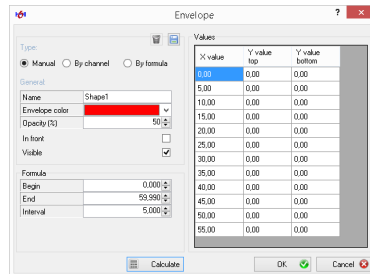 Envelope
?
Type:
Manual By channel By formula
General:
Name Shape1
Envelope color
Opacity (%) 50
In front
Visible
Formula
Begin 0,000
End 59,990
Interval 5,000
Calculate
Values
X value Y value top Y value bottom
0,00 0,00 0,00
5,00 0,00 0,00
10,00 0,00 0,00
15,00 0,00 0,00
20,00 0,00 0,00
25,00 0,00 0,00
30,00 0,00 0,00
35,00 0,00 0,00
40,00 0,00 0,00
45,00 0,00 0,00
50,00 0,00 0,00
55,00 0,00 0,00
OK Cancel